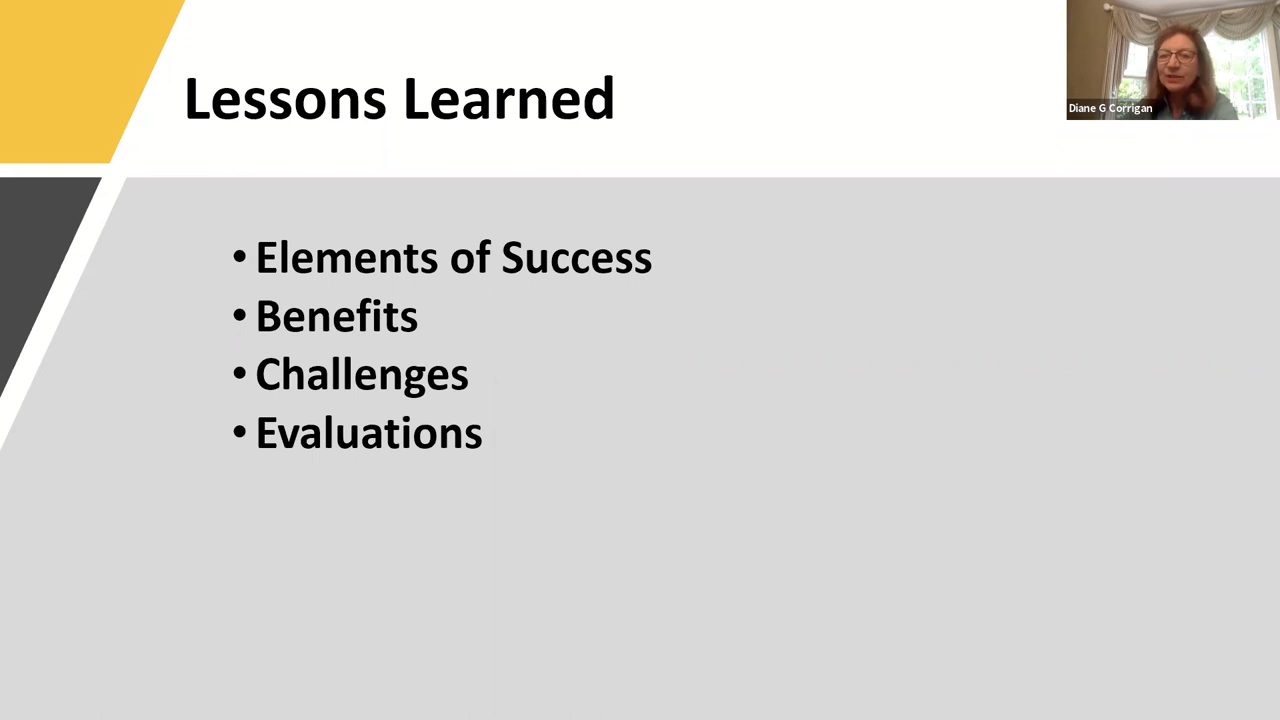 Lessons Learned
Diane G Corrigan
• Elements of Success
• Benefits
• Challenges
• Evaluations